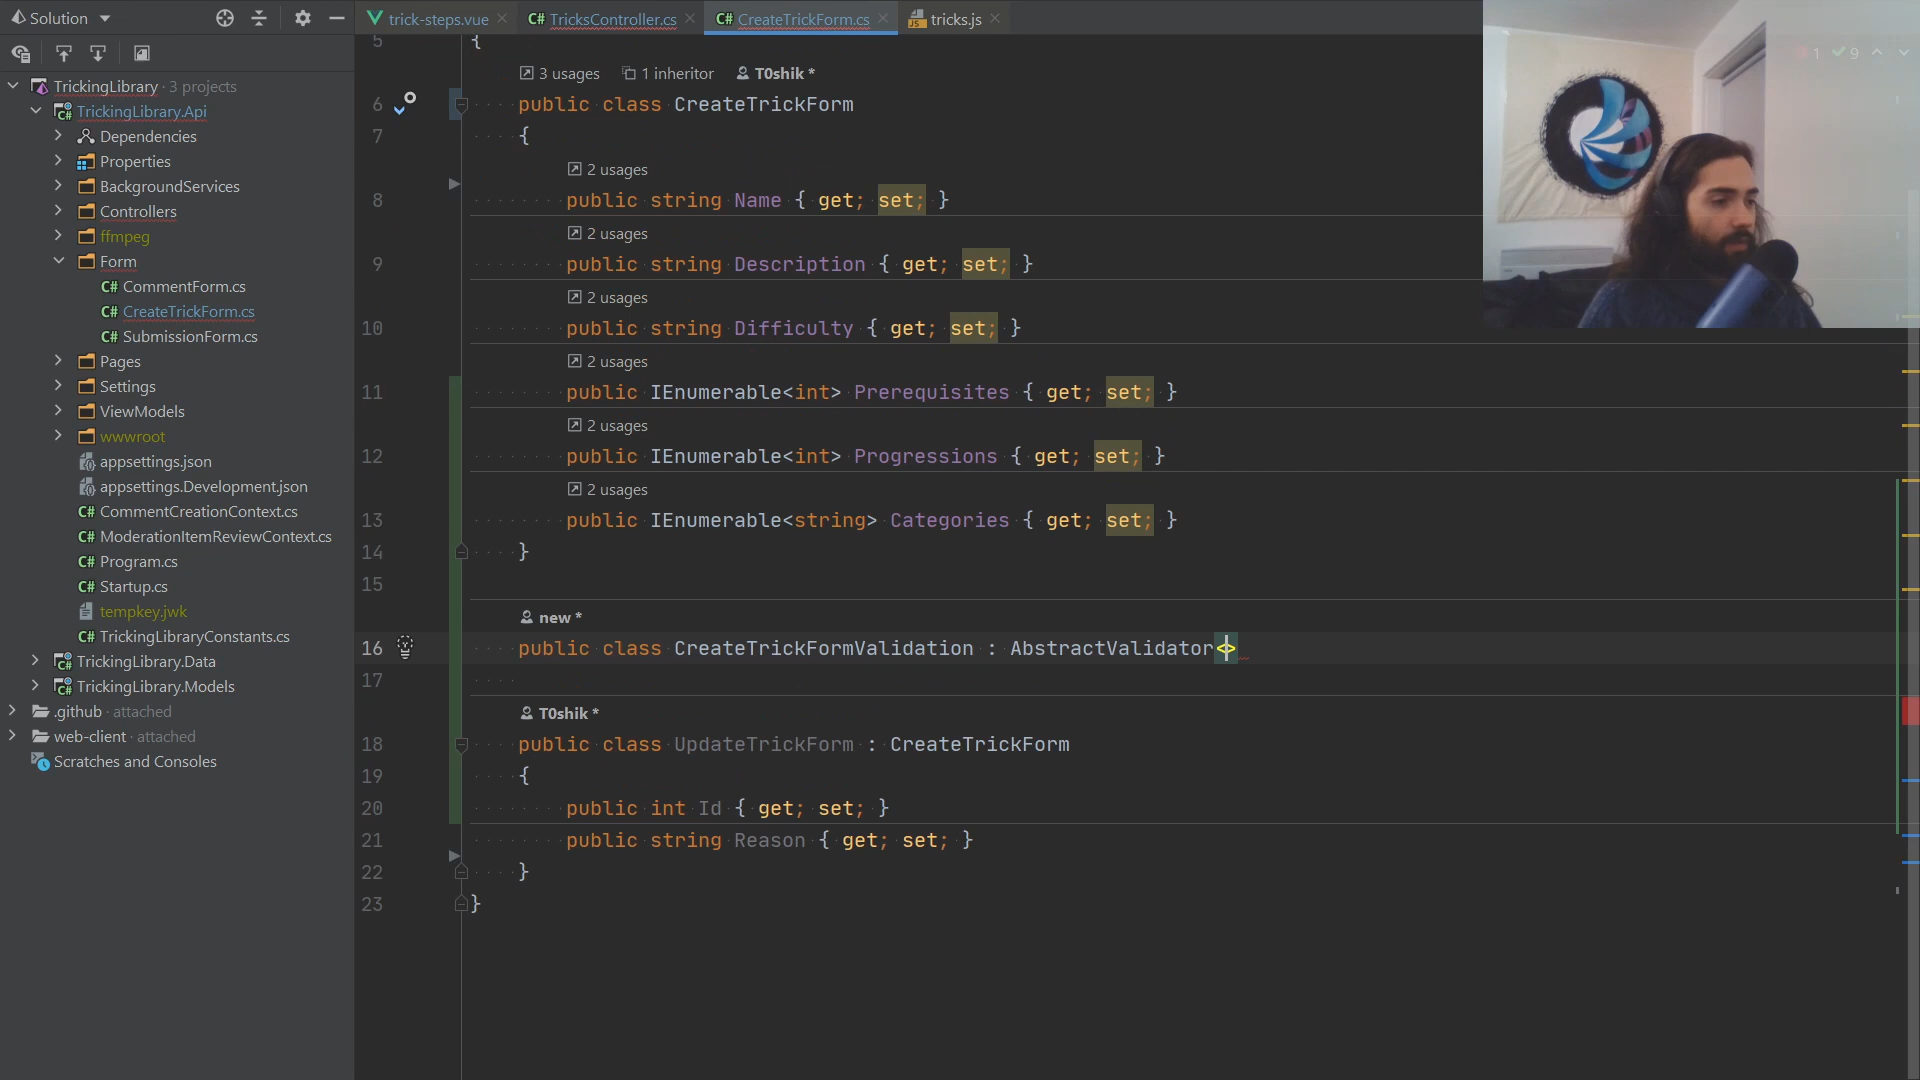 Solution
trick-steps.vue
C# TricksController.cs
C# CreateTrickForm.cs
JS tricks.js
TrickingLibrary · 3 projects
TrickingLibrary.Api
Dependencies
Properties
BackgroundServices
Controllers
ffmpeg
Form
C# CommentForm.cs
C# CreateTrickForm.cs
C# SubmissionForm.cs
Pages
Settings
ViewModels
wwwroot
appsettings.json
appsettings.Development.json
C# CommentCreationContext.cs
C# ModerationItemReviewContext.cs
C# Program.cs
C# Startup.cs
tempkey.jwk
C# TrickingLibraryConstants.cs
TrickingLibrary.Data
TrickingLibrary.Models
.github · attached
web-client · attached
Scratches and Consoles
1 9
5 {
3 usages 1 inheritor T0shik *
6 public class CreateTrickForm
7 {
2 usages
8 public string Name { get; set; }
2 usages
9 public string Description { get; set; }
2 usages
10 public string Difficulty { get; set; }
2 usages
11 public IEnumerable<int> Prerequisites { get; set; }
2 usages
12 public IEnumerable<int> Progressions { get; set; }
2 usages
13 public IEnumerable<string> Categories { get; set; }
14 }
15
new *
16 public class CreateTrickFormValidation : AbstractValidator<>
17
T0shik *
18 public class UpdateTrickForm : CreateTrickForm
19 {
20 public int Id { get; set; }
21 public string Reason { get; set; }
22 }
23 }